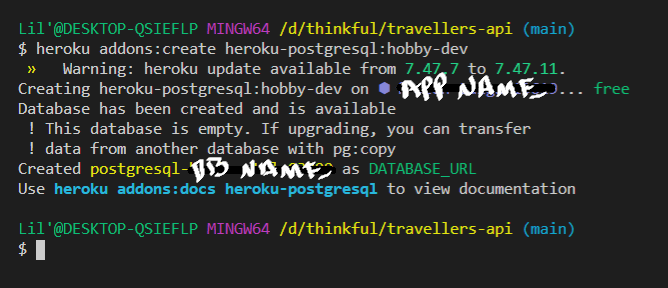 Lil'@DESKTOP-QSIEFLP MINGW64 /d/thinkful/travellers-api (main)
$ heroku addons:create heroku-postgresql:hobby-dev
»   Warning: heroku update available from 7.47.7 to 7.47.11.
Creating heroku-postgresql:hobby-dev on ⬢ APP NAME... free
Database has been created and is available
! This database is empty. If upgrading, you can transfer
! data from another database with pg:copy
Created postgresql- DB NAME as DATABASE_URL
Use heroku addons:docs heroku-postgresql to view documentation
Lil'@DESKTOP-QSIEFLP MINGW64 /d/thinkful/travellers-api (main)
$